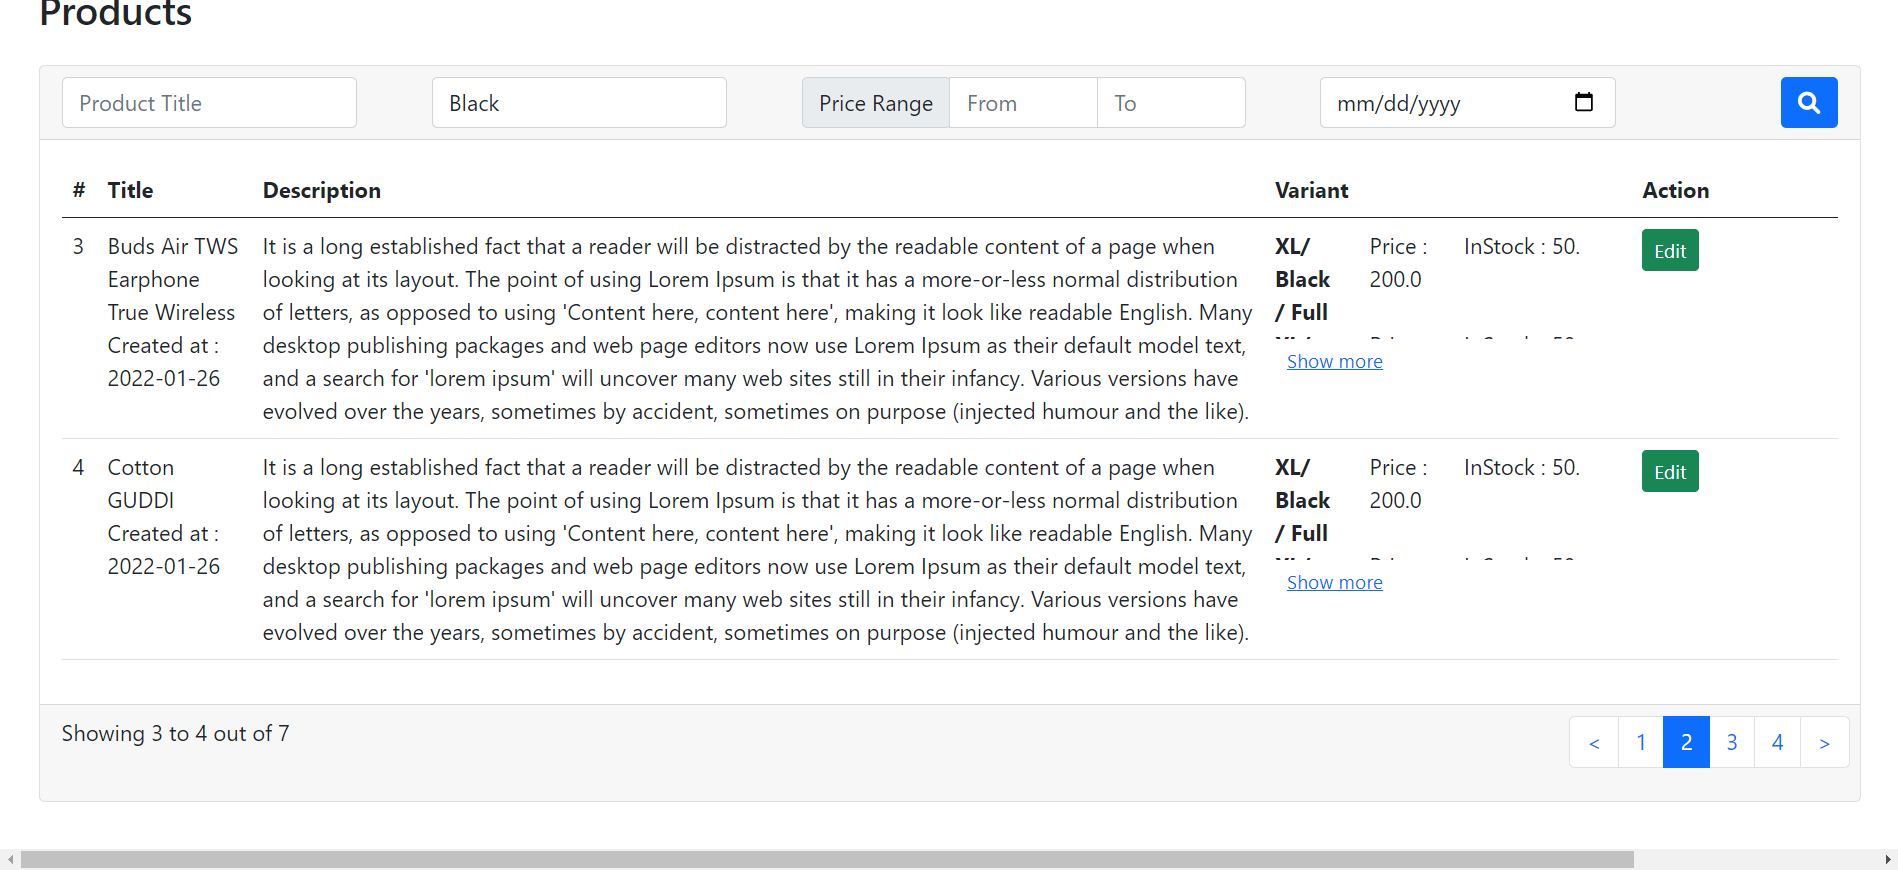 Products
Product Title Black Price Range From To mm/dd/yyyy
# Title Description Variant Action
3 Buds Air TWS It is a long established fact that a reader will be distracted by the readable content of a page when XL/ Price : InStock : 50. Edit
Earphone looking at its layout. The point of using Lorem Ipsum is that it has a more-or-less normal distribution Black 200.0
True Wireless of letters, as opposed to using 'Content here, content here', making it look like readable English. Many / Full
Created at : desktop publishing packages and web page editors now use Lorem Ipsum as their default model text,
2022-01-26 and a search for 'lorem ipsum' will uncover many web sites still in their infancy. Various versions have Show more
evolved over the years, sometimes by accident, sometimes on purpose (injected humour and the like).
4 Cotton It is a long established fact that a reader will be distracted by the readable content of a page when XL/ Price : InStock : 50. Edit
GUDDI looking at its layout. The point of using Lorem Ipsum is that it has a more-or-less normal distribution Black 200.0
Created at : of letters, as opposed to using 'Content here, content here', making it look like readable English. Many / Full
2022-01-26 desktop publishing packages and web page editors now use Lorem Ipsum as their default model text,
and a search for 'lorem ipsum' will uncover many web sites still in their infancy. Various versions have Show more
evolved over the years, sometimes by accident, sometimes on purpose (injected humour and the like).
Showing 3 to 4 out of 7 < 1 2 3 4 >